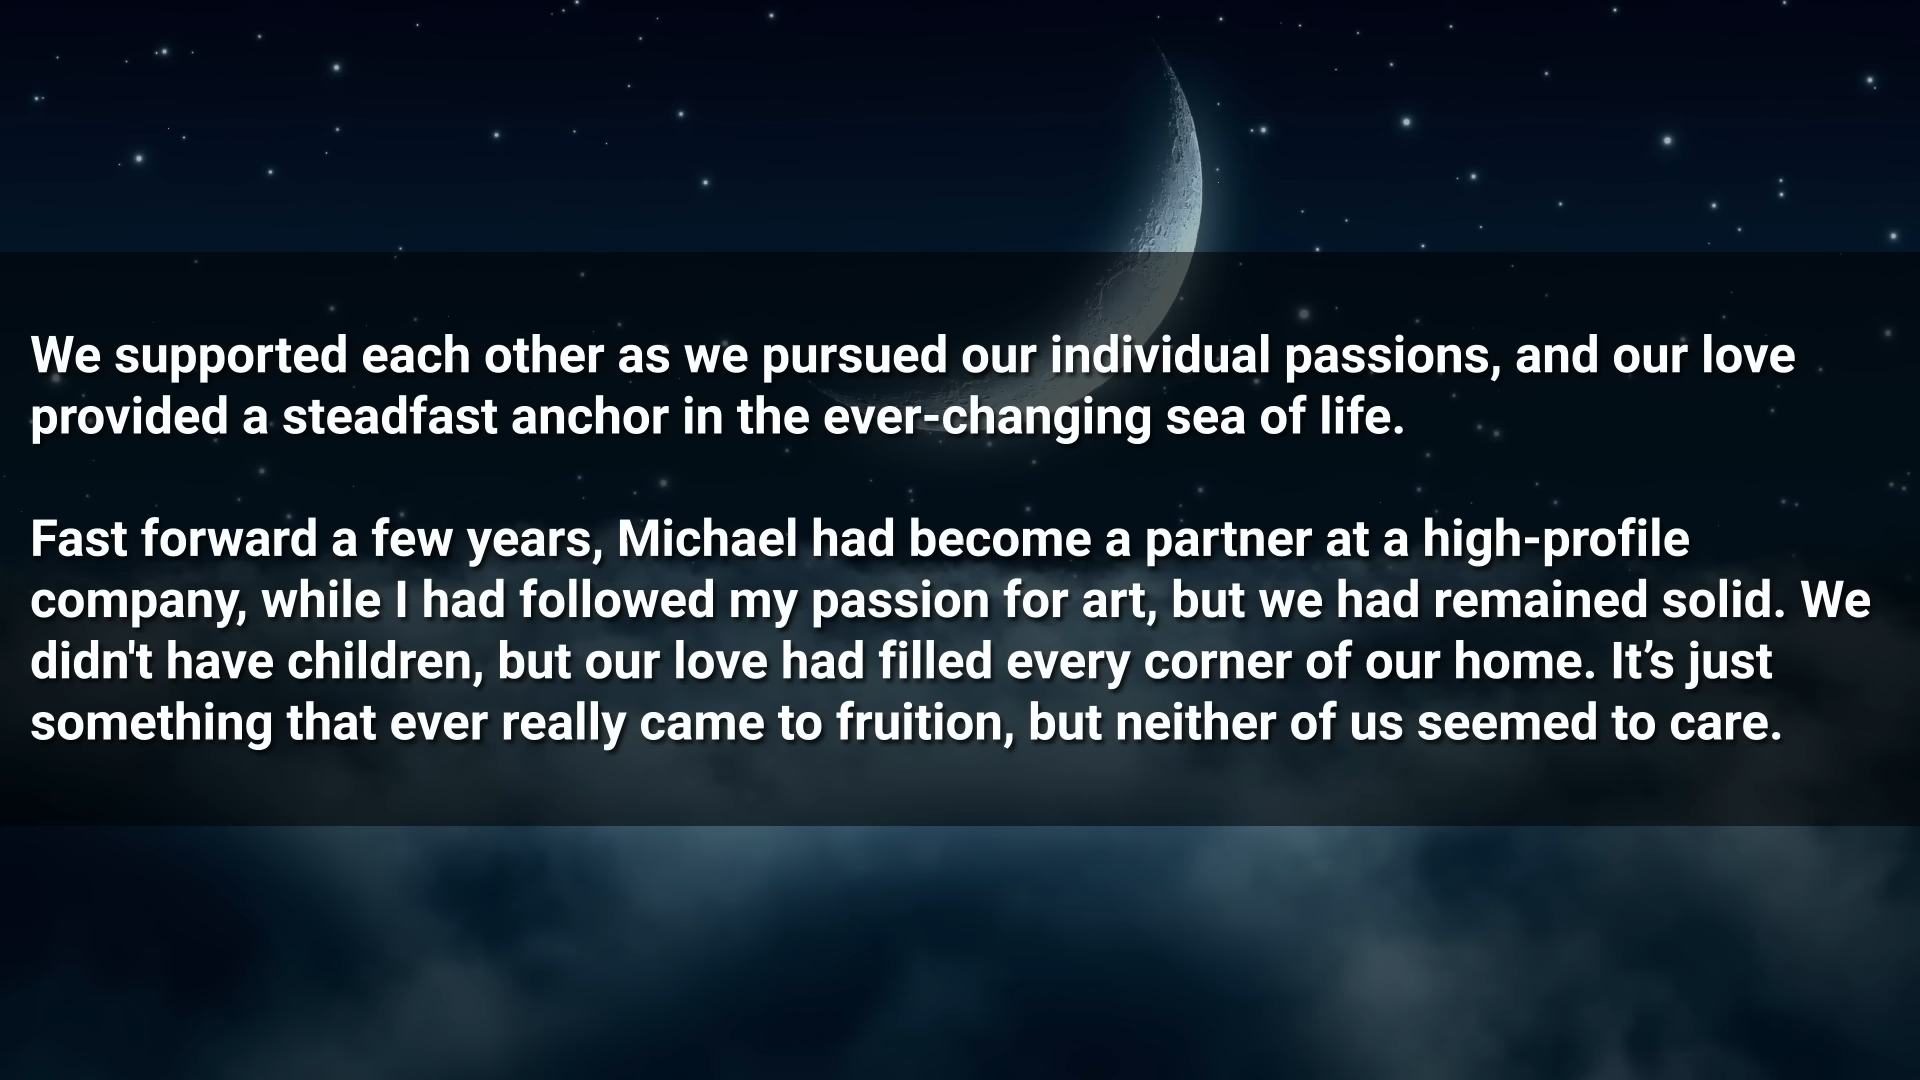 We supported each other as we pursued our individual passions, and our love
provided a steadfast anchor in the ever-changing sea of life.
Fast forward a few years, Michael had become a partner at a high-profile
company, while I had followed my passion for art, but we had remained solid. We
didn't have children, but our love had filled every corner of our home. It’s just
something that ever really came to fruition, but neither of us seemed to care.